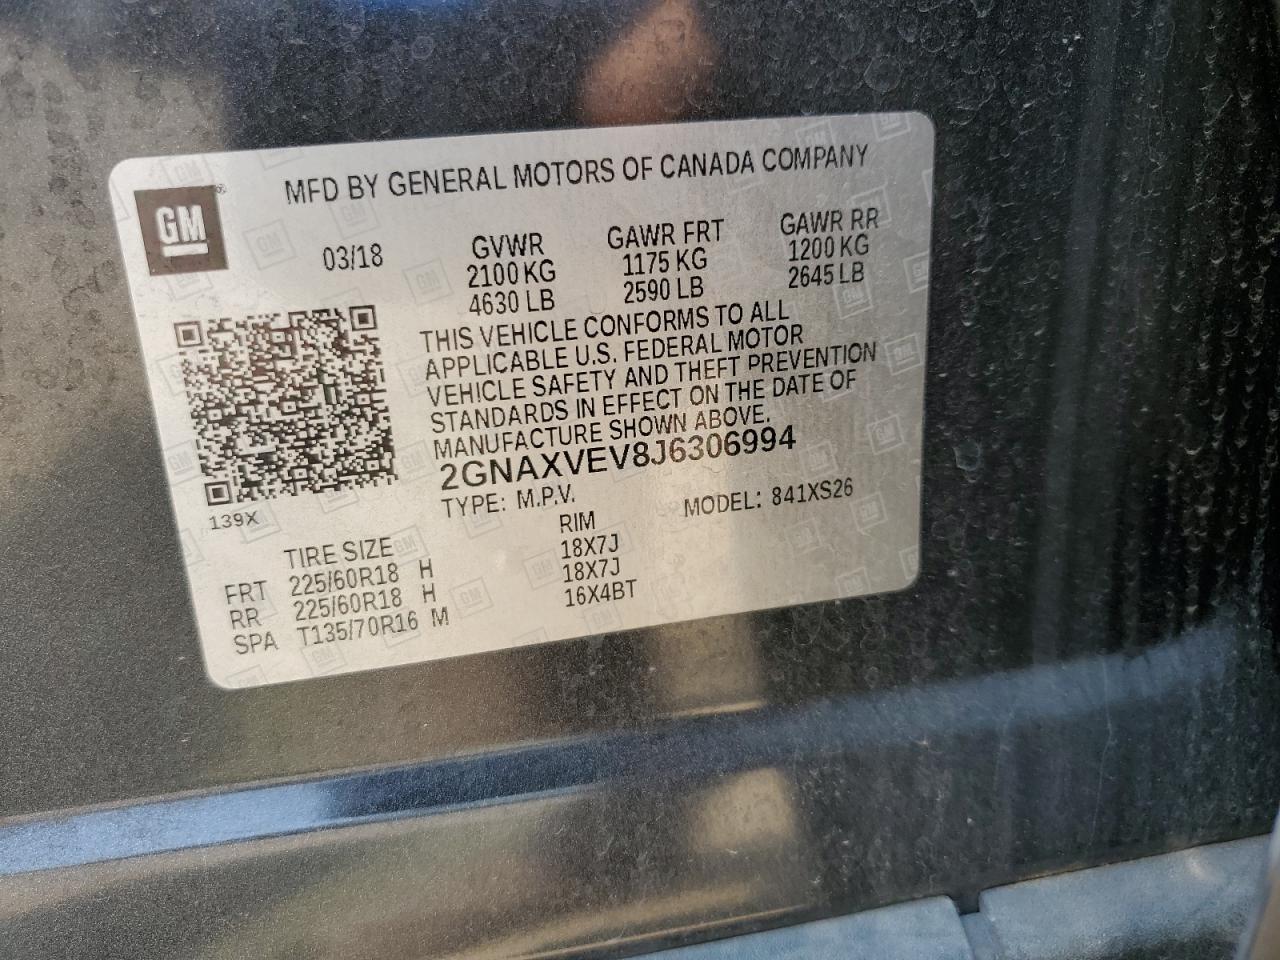 MFD BY GENERAL MOTORS OF CANADA COMPANY
GM®
03/18
GVWR GAWR FRT GAWR RR
2100 KG 1175 KG 1200 KG
4630 LB 2590 LB 2645 LB
THIS VEHICLE CONFORMS TO ALL
APPLICABLE U.S. FEDERAL MOTOR
VEHICLE SAFETY AND THEFT PREVENTION
STANDARDS IN EFFECT ON THE DATE OF
MANUFACTURE SHOWN ABOVE.
2GNAXVEV8J6306994
TYPE: M.P.V. MODEL: 841XS26
139X
TIRE SIZE RIM
FRT 225/60R18 H 18X7J
RR 225/60R18 H 18X7J
SPA T135/70R16 M 16X4BT